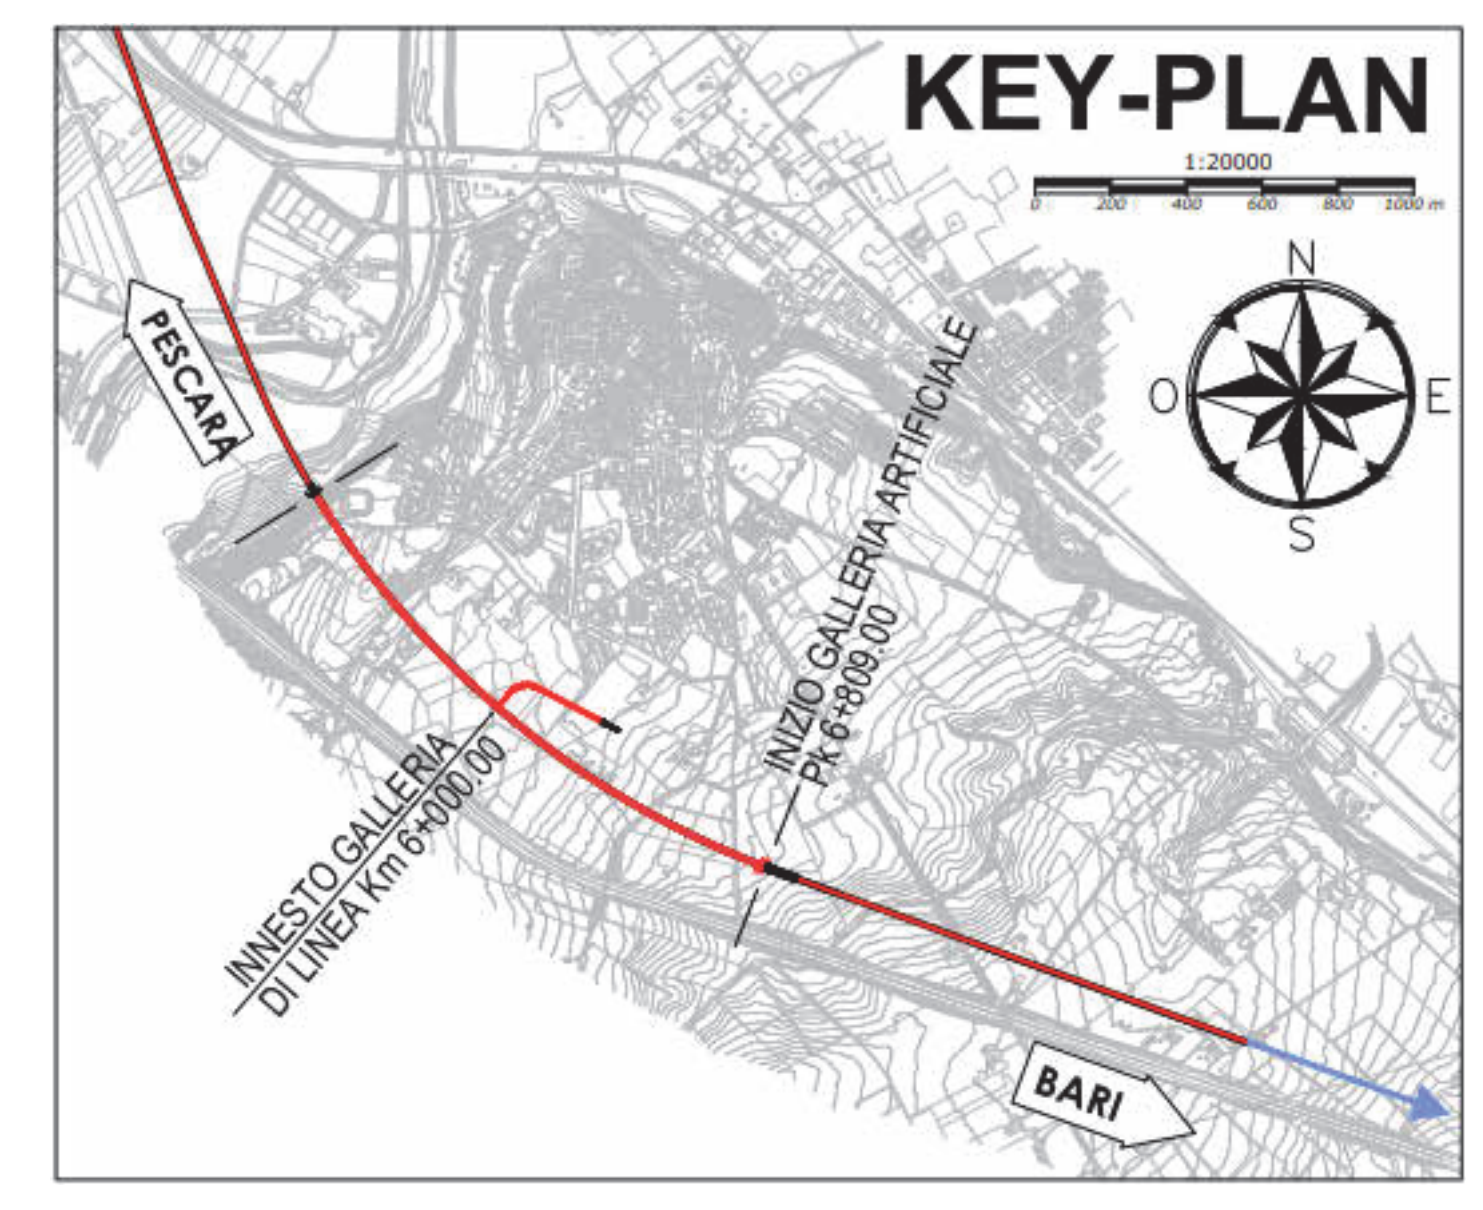 KEY-PLAN
1:20000
0 200 400 600 800 1000 m
N
O
E
S
PESCARA
INIZIO GALLERIA ARTIFICIALE
Pk 6+809.00
INNESTO GALLERIA
DI LINEA Km 6+000.00
BARI